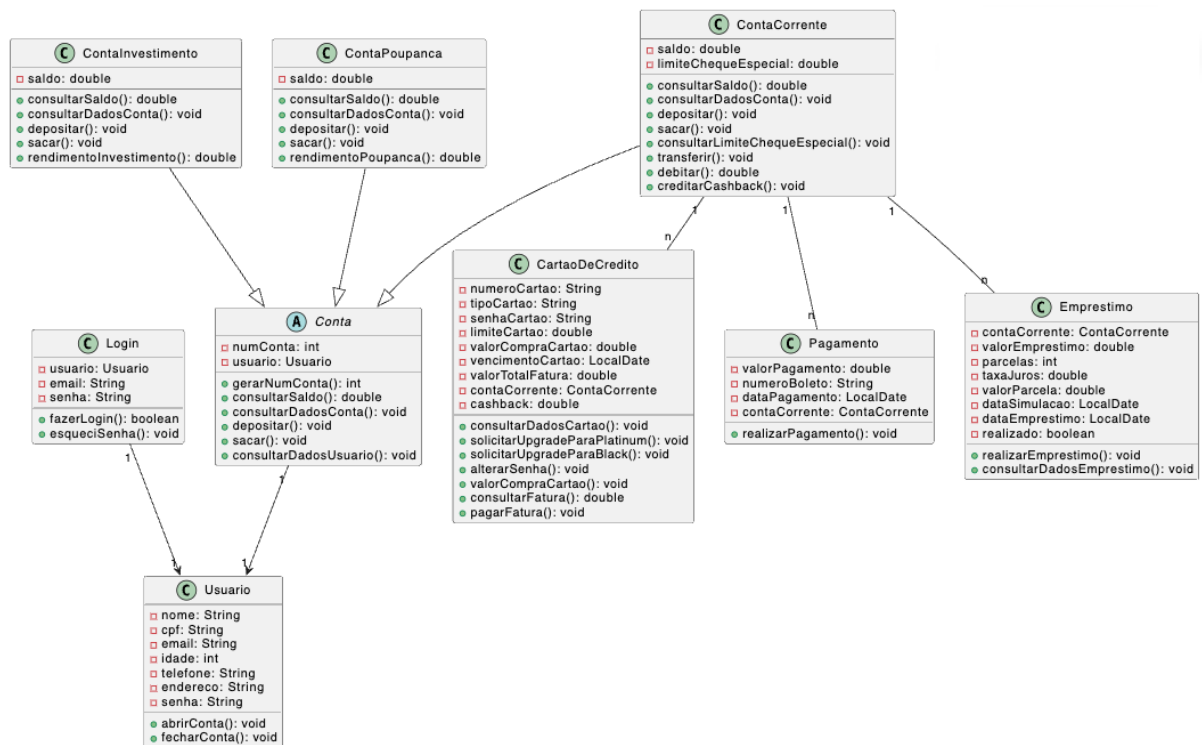 C ContaInvestimento
saldo: double
consultarSaldo(): double
consultarDadosConta(): void
depositar(): void
sacar(): void
rendimentoInvestimento(): double
C ContaPoupanca
saldo: double
consultarSaldo(): double
consultarDadosConta(): void
depositar(): void
sacar(): void
rendimentoPoupanca(): double
C ContaCorrente
saldo: double
limiteChequeEspecial: double
consultarSaldo(): double
consultarDadosConta(): void
depositar(): void
sacar(): void
consultarLimiteChequeEspecial(): void
transferir(): void
debitar(): double
creditarCashback(): void
1
1
1
n
n
n
C Login
usuario: Usuario
email: String
senha: String
fazerLogin(): boolean
esqueciSenha(): void
A Conta
numConta: int
usuario: Usuario
gerarNumConta(): int
consultarSaldo(): double
consultarDadosConta(): void
depositar(): void
sacar(): void
consultarDadosUsuario(): void
C CartaoDeCredito
numeroCartao: String
tipoCartao: String
senhaCartao: String
limiteCartao: double
valorCompraCartao: double
vencimentoCartao: LocalDate
valorTotalFatura: double
contaCorrente: ContaCorrente
cashback: double
consultarDadosCartao(): void
solicitarUpgradeParaPlatinum(): void
solicitarUpgradeParaBlack(): void
alterarSenha(): void
valorCompraCartao(): void
consultarFatura(): double
pagarFatura(): void
C Pagamento
valorPagamento: double
numeroBoleto: String
dataPagamento: LocalDate
contaCorrente: ContaCorrente
realizarPagamento(): void
C Emprestimo
contaCorrente: ContaCorrente
valorEmprestimo: double
parcelas: int
taxaJuros: double
valorParcela: double
dataSimulacao: LocalDate
dataEmprestimo: LocalDate
realizado: boolean
realizarEmprestimo(): void
consultarDadosEmprestimo(): void
1
1
1
1
C Usuario
nome: String
cpf: String
email: String
idade: int
telefone: String
endereco: String
senha: String
abrirConta(): void
fecharConta(): void